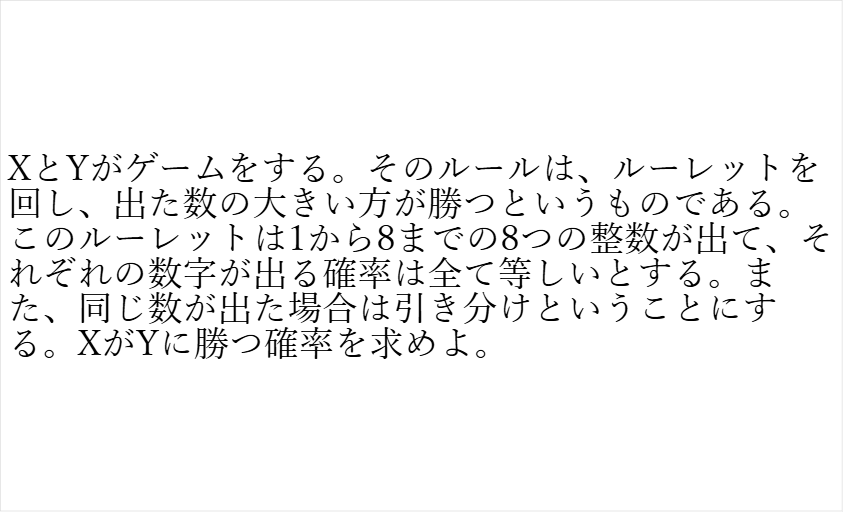 XとYがゲームをする。そのルールは、ルーレットを
回し、出た数の大きい方が勝つというものである。
このルーレットは1から8までの8つの整数が出て、そ
れぞれの数字が出る確率は全て等しいとする。ま
た、同じ数が出た場合は引き分けということにす
る。XがYに勝つ確率を求めよ。